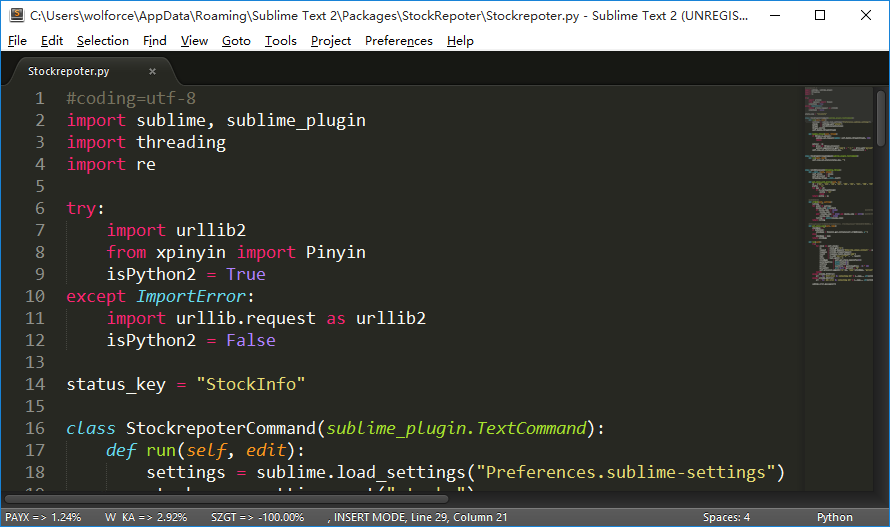 C:\Users\wolforce\AppData\Roaming\Sublime Text 2\Packages\StockRepoter\Stockrepoter.py - Sublime Text 2 (UNREGIS...
File Edit Selection Find View Goto Tools Project Preferences Help
Stockrepoter.py ×
1 #coding=utf-8
2 import sublime, sublime_plugin
3 import threading
4 import re
5
6 try:
7 import urllib2
8 from xpinyin import Pinyin
9 isPython2 = True
10 except ImportError:
11 import urllib.request as urllib2
12 isPython2 = False
13
14 status_key = "StockInfo"
15
16 class StockrepoterCommand(sublime_plugin.TextCommand):
17 def run(self, edit):
18 settings = sublime.load_settings("Preferences.sublime-settings")
PAYX => 1.24% W KA => 2.92% SZGT => -100.00% , INSERT MODE, Line 29, Column 21 Spaces: 4 Python